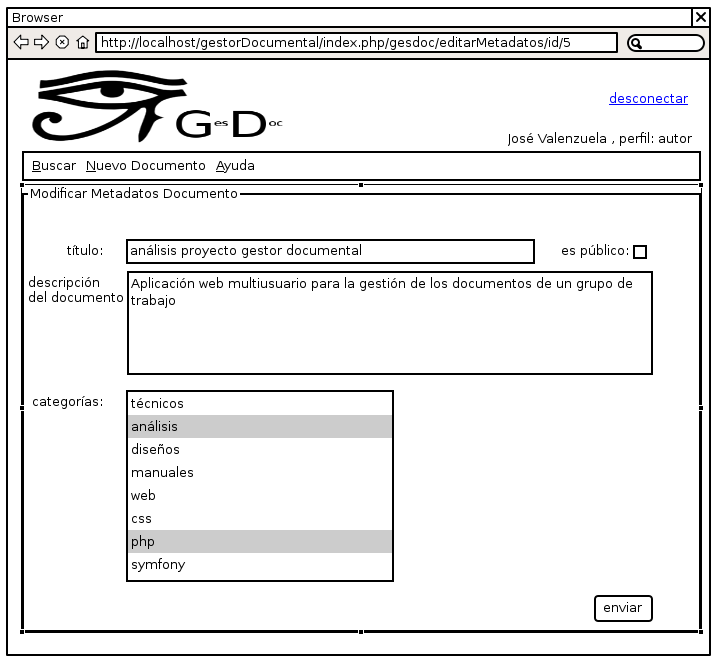 Browser
http://localhost/gestorDocumental/index.php/gesdoc/editarMetadatos/id/5
GesDoc
desconectar
José Valenzuela , perfil: autor
Buscar Nuevo Documento Ayuda
Modificar Metadatos Documento
título: análisis proyecto gestor documental es público:
descripción
del documento
Aplicación web multiusuario para la gestión de los documentos de un grupo de
trabajo
categorías:
técnicos
análisis
diseños
manuales
web
css
php
symfony
enviar